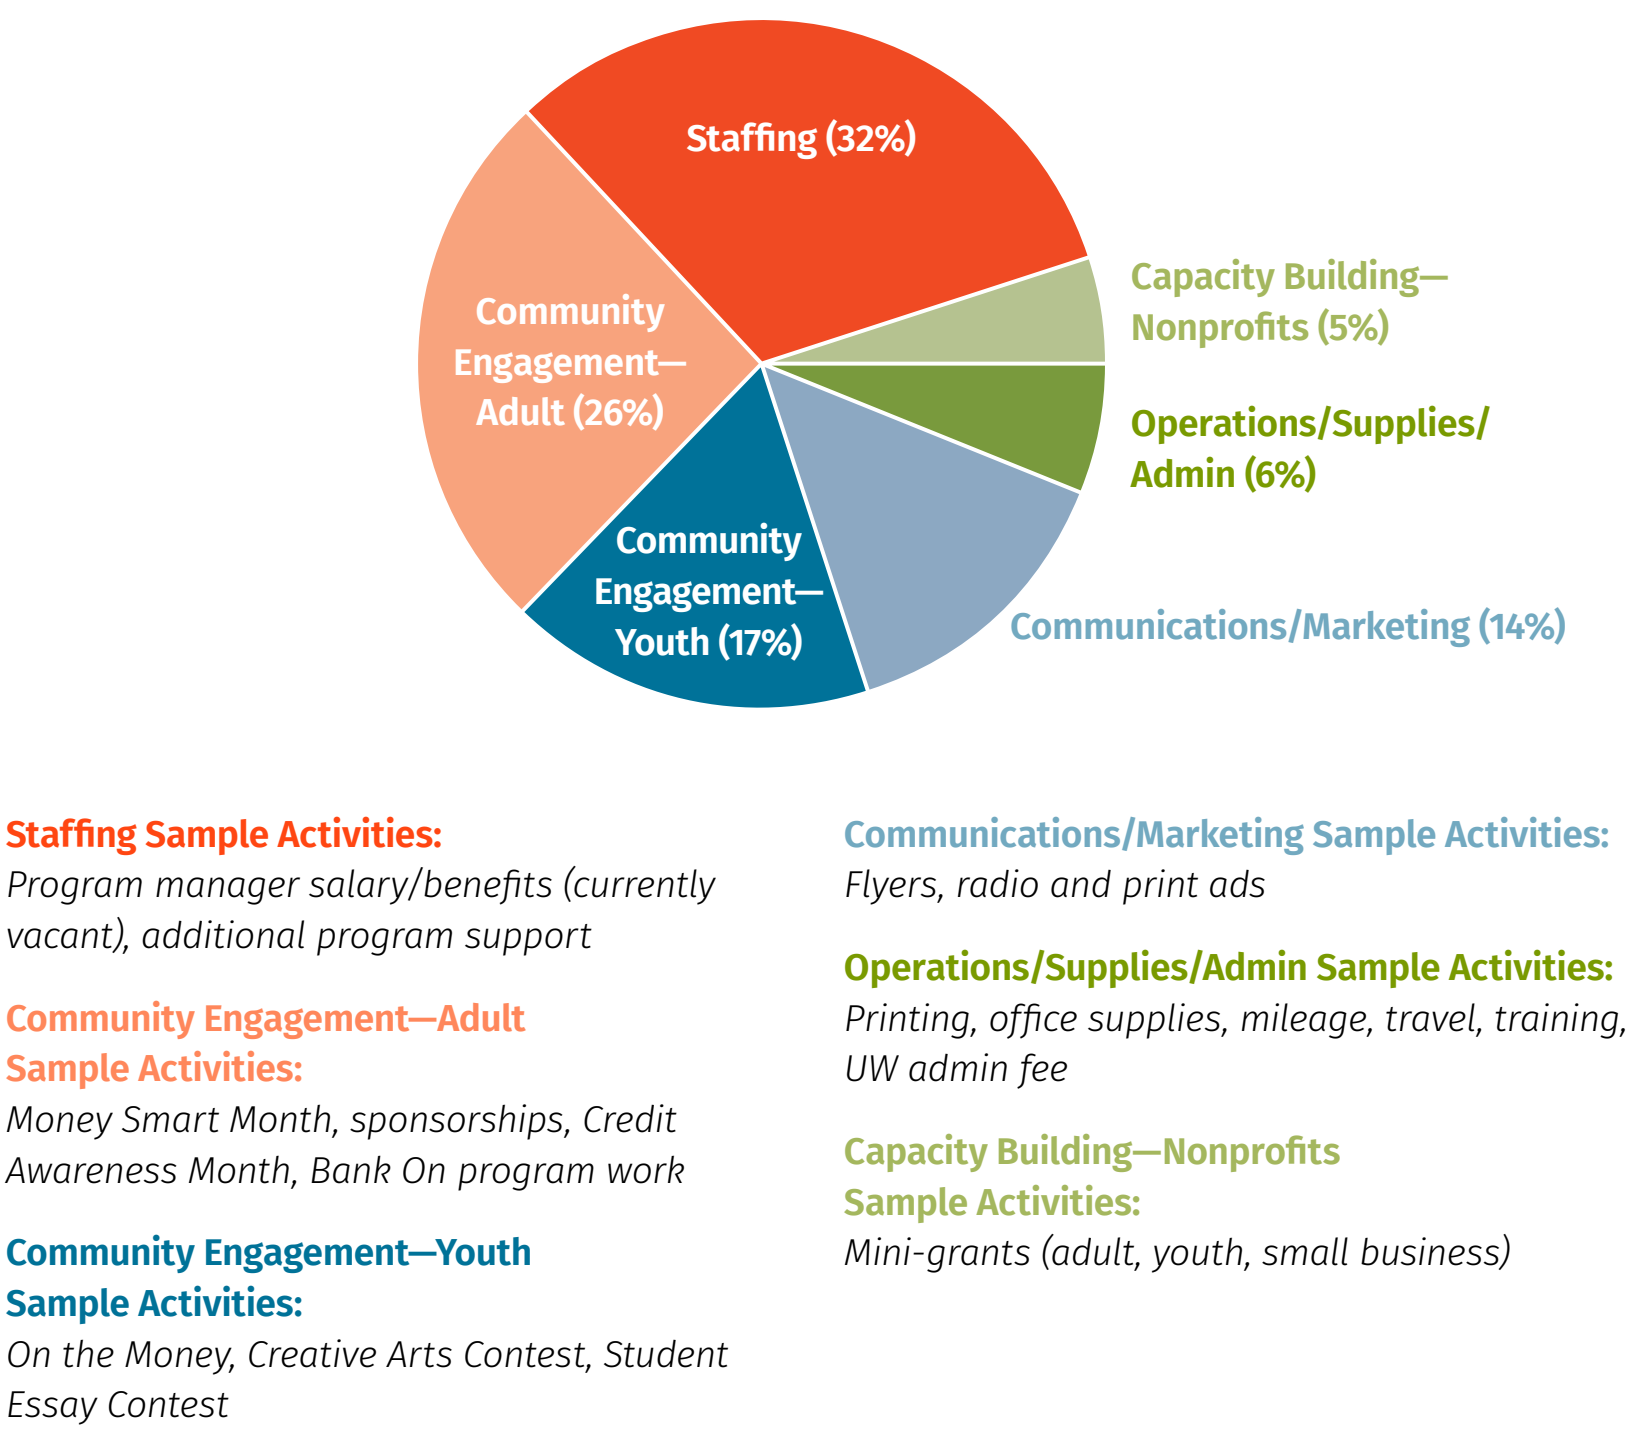 Staffing (32%)
Capacity Building—
Nonprofits (5%)
Community
Engagement—
Adult (26%)
Operations/Supplies/
Admin (6%)
Community
Engagement—
Youth (17%)
Communications/Marketing (14%)
Staffing Sample Activities:
Program manager salary/benefits (currently
vacant), additional program support
Community Engagement—Adult
Sample Activities:
Money Smart Month, sponsorships, Credit
Awareness Month, Bank On program work
Community Engagement—Youth
Sample Activities:
On the Money, Creative Arts Contest, Student
Essay Contest
Communications/Marketing Sample Activities:
Flyers, radio and print ads
Operations/Supplies/Admin Sample Activities:
Printing, office supplies, mileage, travel, training,
UW admin fee
Capacity Building—Nonprofits
Sample Activities:
Mini-grants (adult, youth, small business)